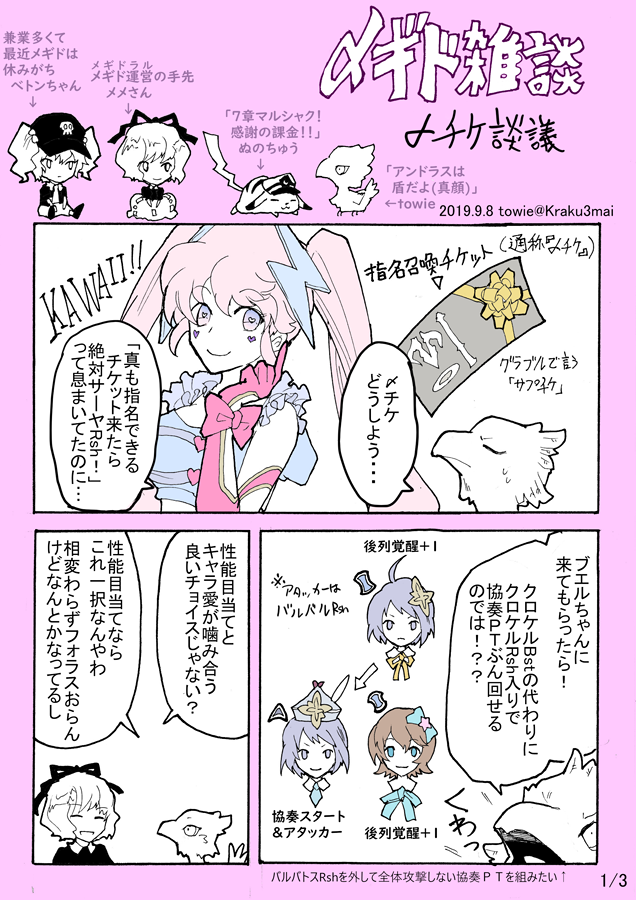 〆ギド雑談
〆チケ談議
兼業多くて
最近メギドは
休みがち
ベトンちゃん
↓
メギドラル
メギド運営の手先
メメさん
↓
「7章マルシャク!
感謝の課金!!」
ぬのちゅう
↓
「アンドラスは
盾だよ(真顔)」
←towie
2019.9.8 towie@Kraku3mai
指名召喚チケット(通称『〆チケ』)
グラブルで言う
「サプチケ」
〆チケ
どうしよう・・・
KAWAII!!
「真も指名できる
チケット来たら
絶対サーヤRsh!」
って息まいてたのに…
ブエルちゃんに
来てもらったら!
クロケルBstの代わりに
クロケルRsh入りで
協奏PTぶん回せる
のでは!?？
くわっ
後列覚醒+1
※アタッカーは
バルバルRsh
協奏スタート
&アタッカー
後列覚醒+1
バルバトスRshを外して全体攻撃しない協奏PTを組みたい↑
性能目当てと
キャラ愛が噛み合う
良いチョイスじゃない?
性能目当てなら
これ一択なんやわ
相変わらずフォラスおらん
けどなんとかなってるし
1/3